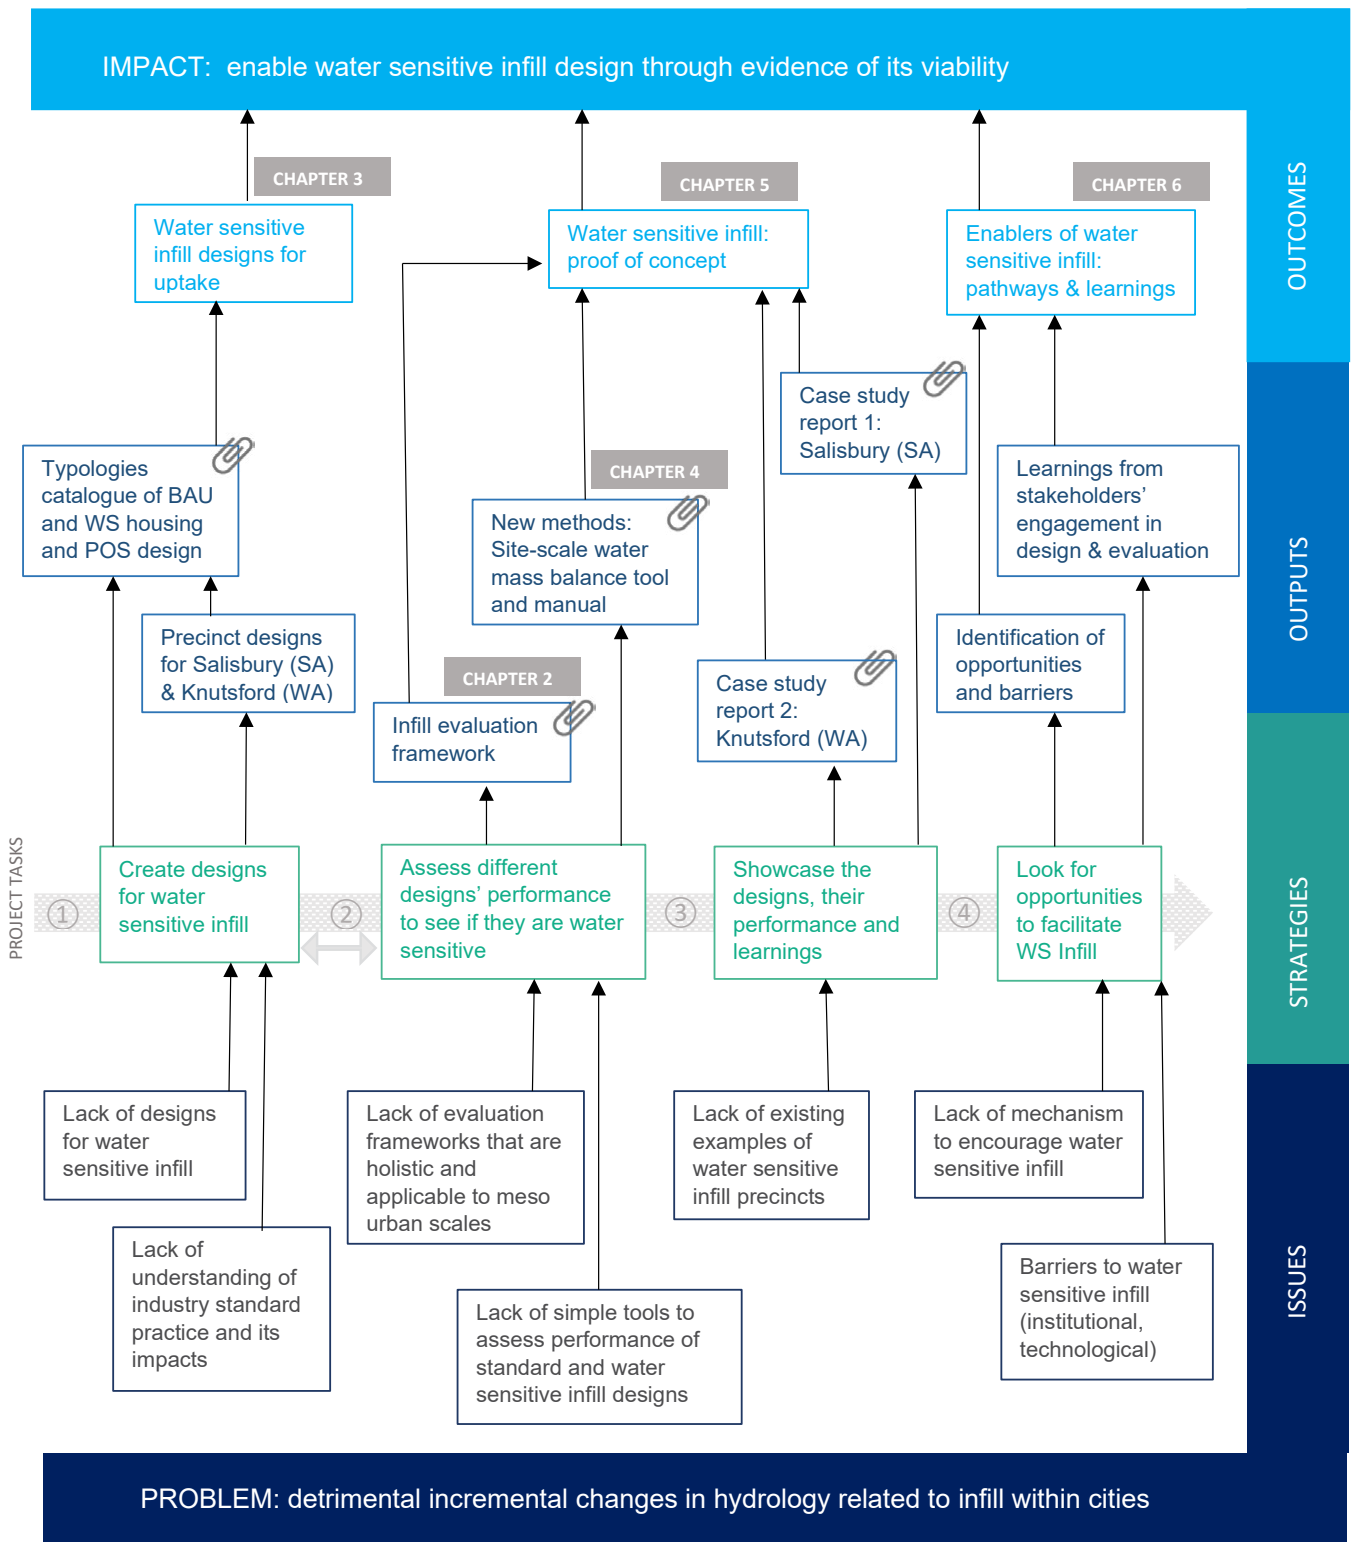 IMPACT:  enable water sensitive infill design through evidence of its viability
CHAPTER 3
CHAPTER 5
CHAPTER 6
OUTCOMES
Water sensitive
infill designs for
uptake
Water sensitive infill:
proof of concept
Enablers of water
sensitive infill:
pathways & learnings
Case study
report 1:
Salisbury (SA)
Typologies
catalogue of BAU
and WS housing
and POS design
CHAPTER 4
New methods:
Site-scale water
mass balance tool
and manual
Learnings from
stakeholders’
engagement in
design & evaluation
OUTPUTS
Precinct designs
for Salisbury (SA)
& Knutsford (WA)
CHAPTER 2
Infill evaluation
framework
Case study
report 2:
Knutsford (WA)
Identification of
opportunities
and barriers
PROJECT TASKS
1
Create designs
for water
sensitive infill
2
Assess different
designs’ performance
to see if they are water
sensitive
3
Showcase the
designs, their
performance and
learnings
4
Look for
opportunities
to facilitate
WS Infill
STRATEGIES
Lack of designs
for water
sensitive infill
Lack of evaluation
frameworks that are
holistic and
applicable to meso
urban scales
Lack of existing
examples of
water sensitive
infill precincts
Lack of mechanism
to encourage water
sensitive infill
Lack of
understanding of
industry standard
practice and its
impacts
Lack of simple tools to
assess performance of
standard and water
sensitive infill designs
Barriers to water
sensitive infill
(institutional,
technological)
ISSUES
PROBLEM: detrimental incremental changes in hydrology related to infill within cities